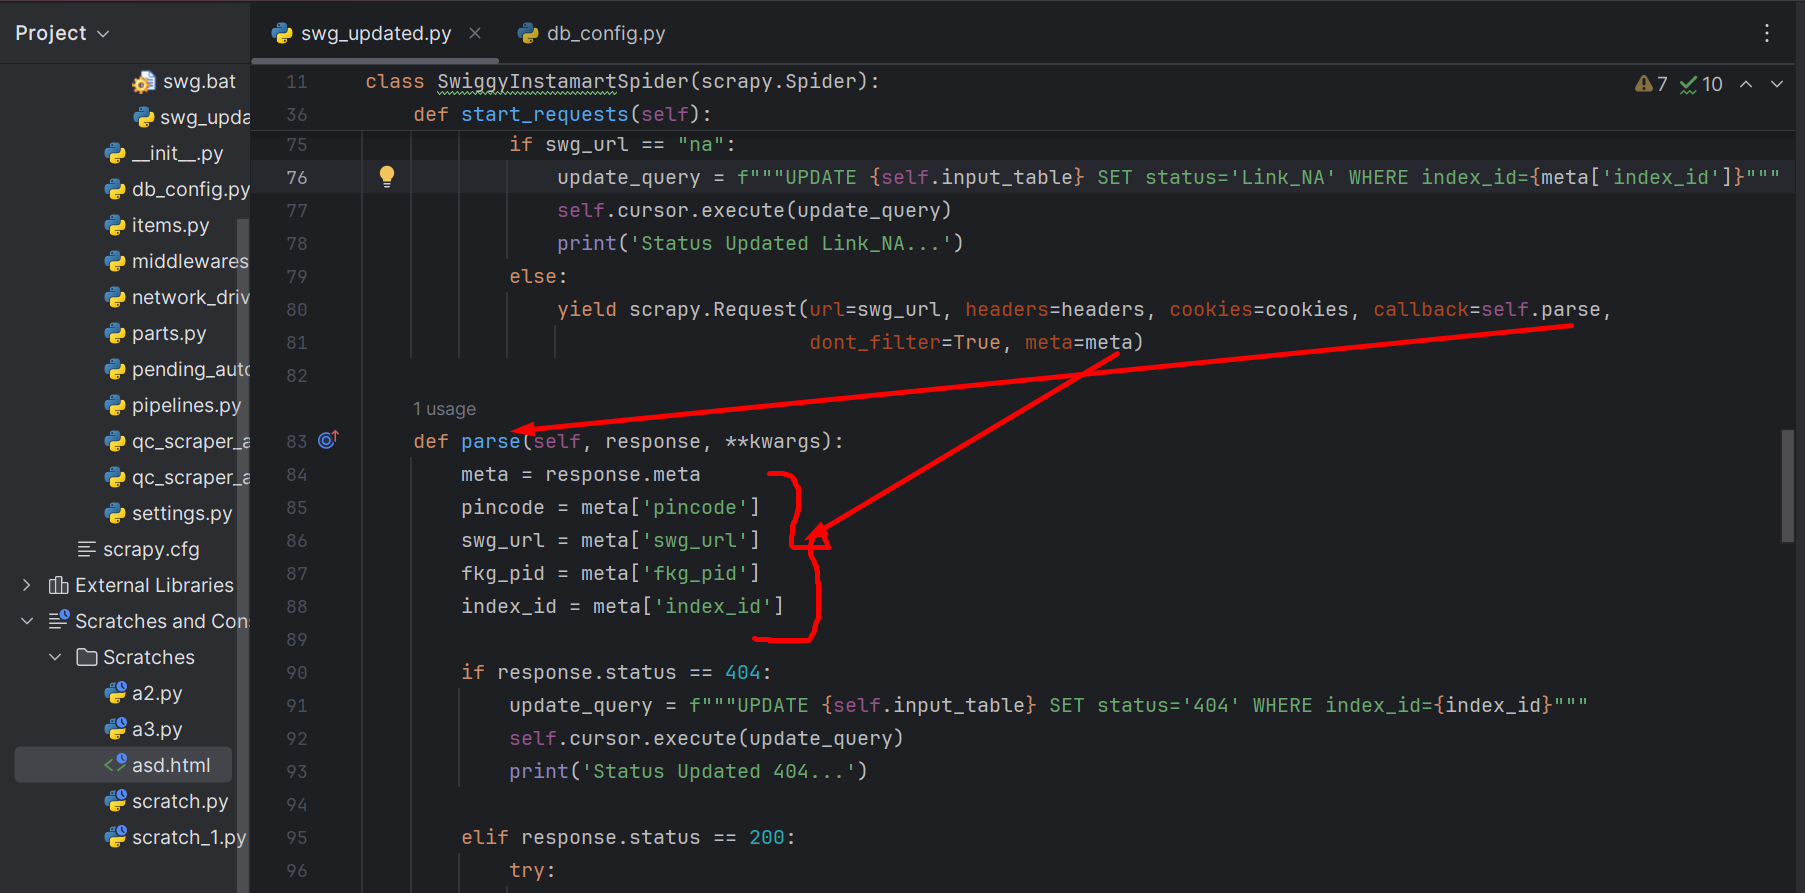 Project
swg_updated.py
db_config.py
swg.bat
swg_upda
__init__.py
db_config.py
items.py
middlewares
network_driv
parts.py
pending_auto
pipelines.py
qc_scraper_a
qc_scraper_a
settings.py
scrapy.cfg
External Libraries
Scratches and Con
Scratches
a2.py
a3.py
asd.html
scratch.py
scratch_1.py
7 10
11 class SwiggyInstamartSpider(scrapy.Spider):
36 def start_requests(self):
75 if swg_url == "na":
76 update_query = f"""UPDATE {self.input_table} SET status='Link_NA' WHERE index_id={meta['index_id']}"""
77 self.cursor.execute(update_query)
78 print('Status Updated Link_NA...')
79 else:
80 yield scrapy.Request(url=swg_url, headers=headers, cookies=cookies, callback=self.parse,
81 dont_filter=True, meta=meta)
82
1 usage
83 def parse(self, response, **kwargs):
84 meta = response.meta
85 pincode = meta['pincode']
86 swg_url = meta['swg_url']
87 fkg_pid = meta['fkg_pid']
88 index_id = meta['index_id']
89
90 if response.status == 404:
91 update_query = f"""UPDATE {self.input_table} SET status='404' WHERE index_id={index_id}"""
92 self.cursor.execute(update_query)
93 print('Status Updated 404...')
94
95 elif response.status == 200:
96 try: